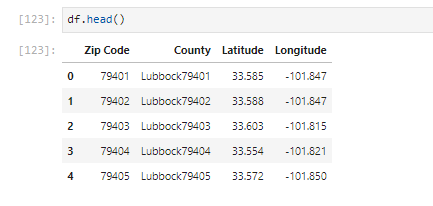 [123]: df.head()
[123]: Zip Code County Latitude Longitude
0 79401 Lubbock79401 33.585 -101.847
1 79402 Lubbock79402 33.588 -101.847
2 79403 Lubbock79403 33.603 -101.815
3 79404 Lubbock79404 33.554 -101.821
4 79405 Lubbock79405 33.572 -101.850